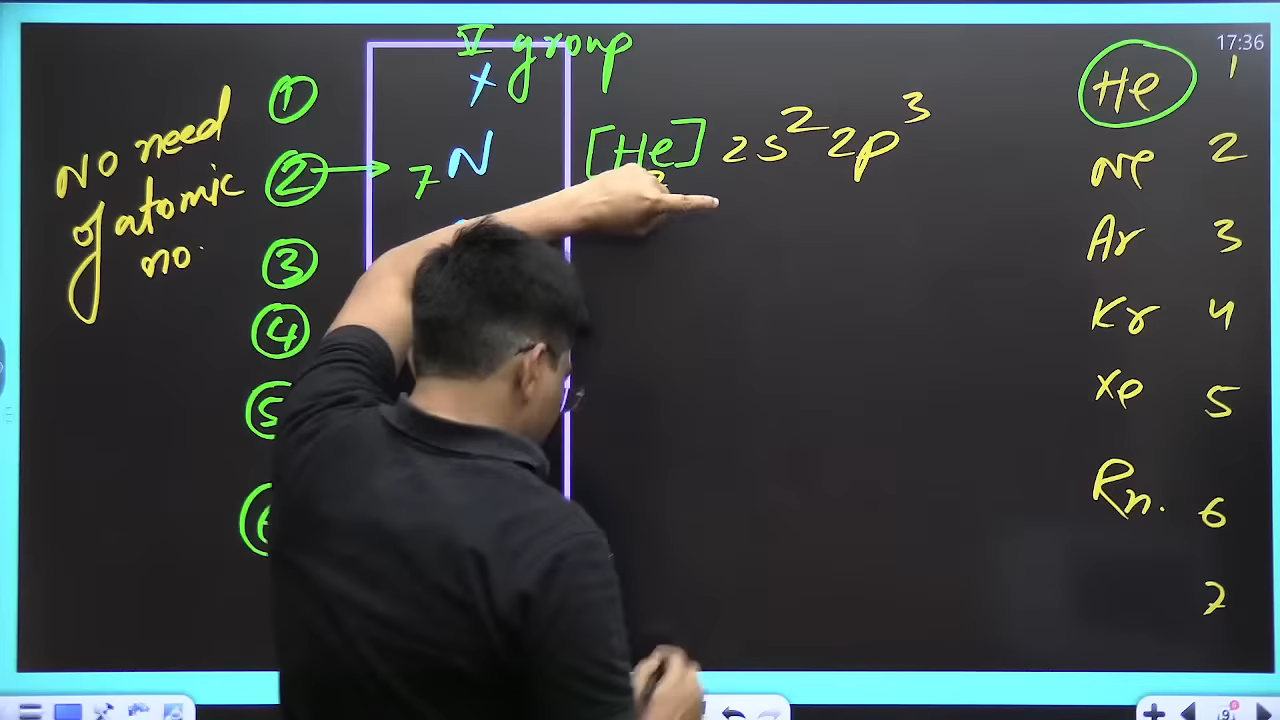 17:36
V group
No need
of atomic
no.
①
②
③
④
⑤
x
7N
[He] 2s² 2p³
He 1
Ne 2
Ar 3
Kr 4
Xe 5
Rn. 6
7